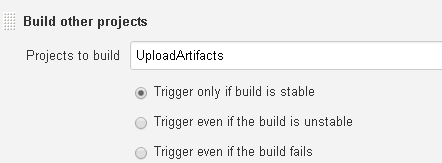 Build other projects
Projects to build UploadArtifacts
Trigger only if build is stable
Trigger even if the build is unstable
Trigger even if the build fails